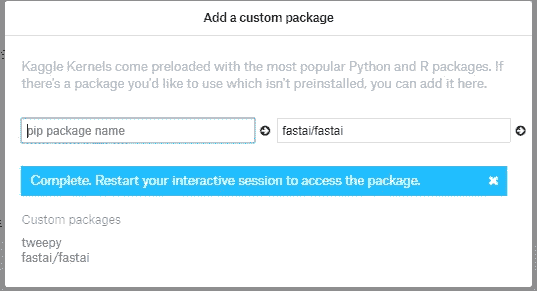 Add a custom package
Kaggle Kernels come preloaded with the most popular Python and R packages. If
there's a package you'd like to use which isn't preinstalled, you can add it here.
pip package name
fastai/fastai
Complete. Restart your interactive session to access the package.
Custom packages
tweepy
fastai/fastai